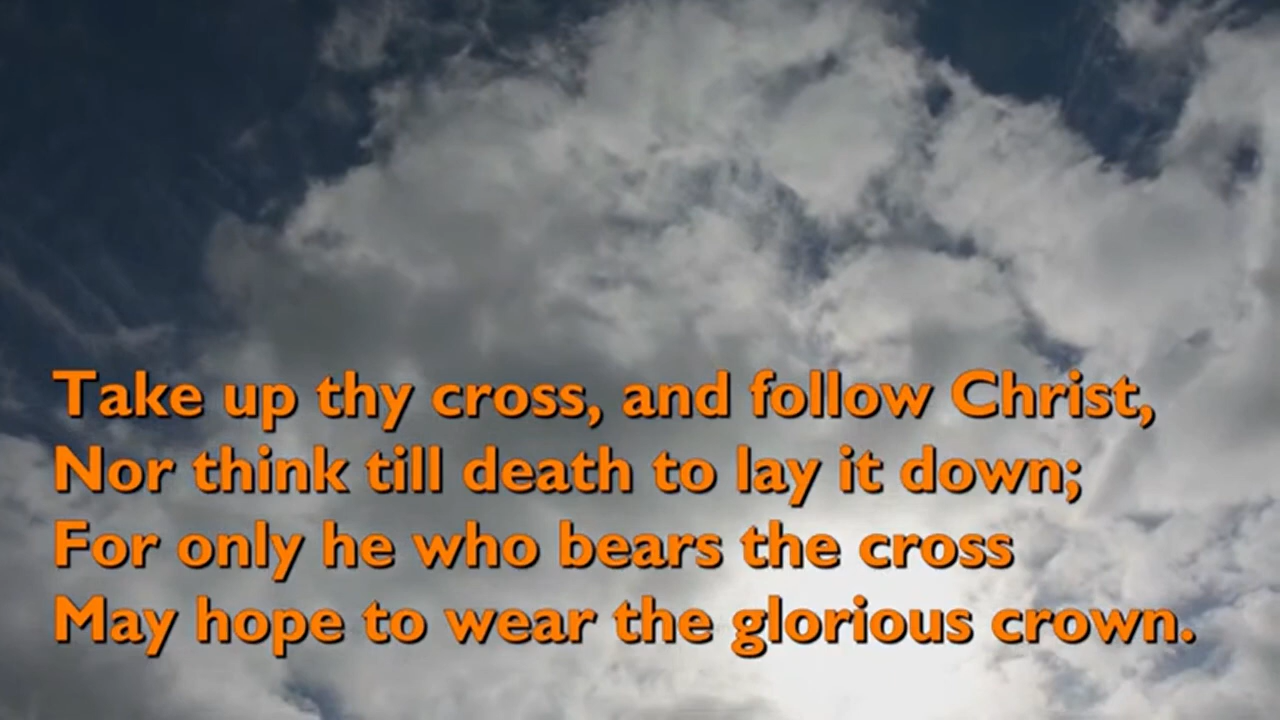 Take up thy cross, and follow Christ,
Nor think till death to lay it down;
For only he who bears the cross
May hope to wear the glorious crown.